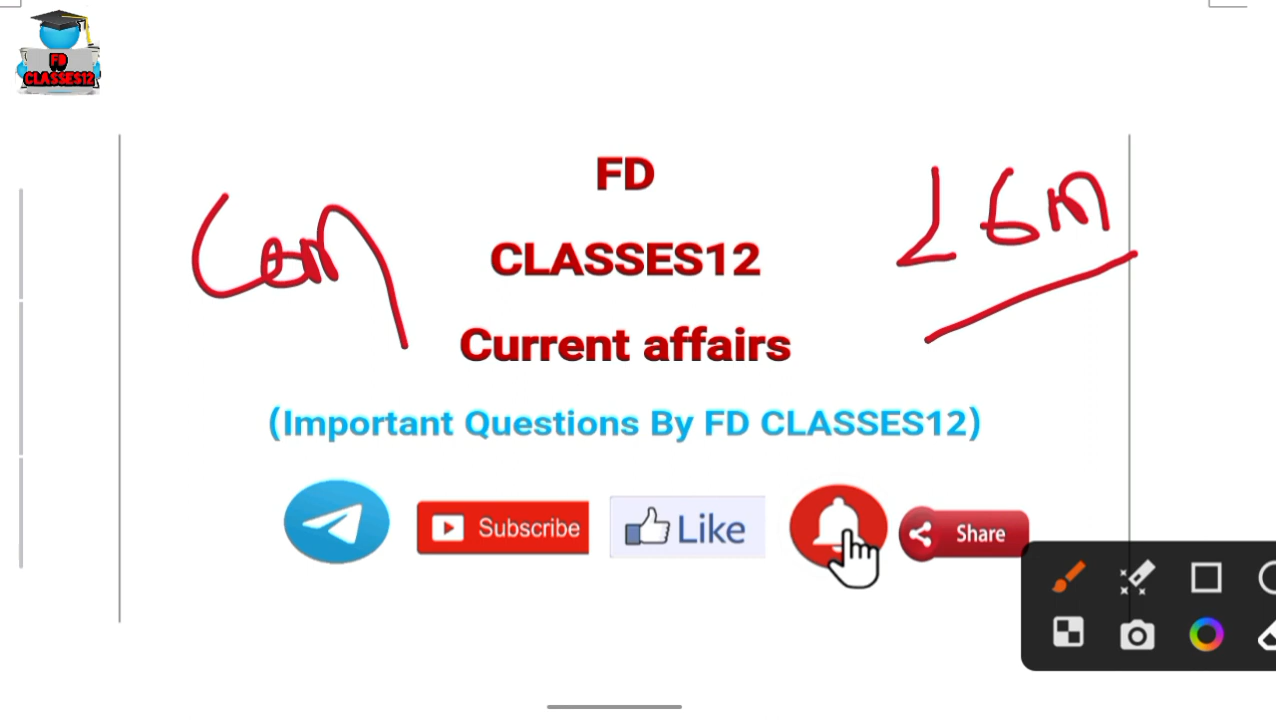 FD
CLASSES12
FD
CLASSES12
Current affairs
(Important Questions By FD CLASSES12)
Subscribe
Like
Share